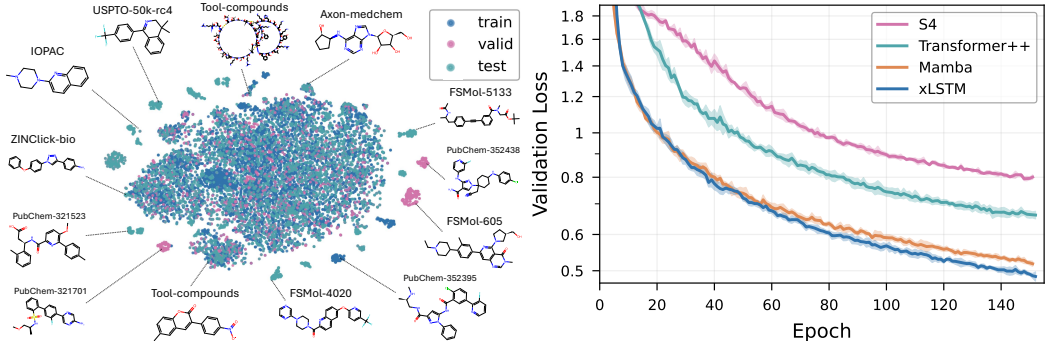 USPTO-50k-rc4
Tool-compounds
Axon-medchem
train
valid
test
IOPAC
FSMol-5133
ZINClick-bio
PubChem-352438
PubChem-321523
FSMol-605
PubChem-321701
Tool-compounds
FSMol-4020
PubChem-352395
Validation Loss
1.8
1.6
1.4
1.2
1
0.8
0.6
0.5
S4
Transformer++
Mamba
xLSTM
0
20
40
60
80
100
120
140
Epoch